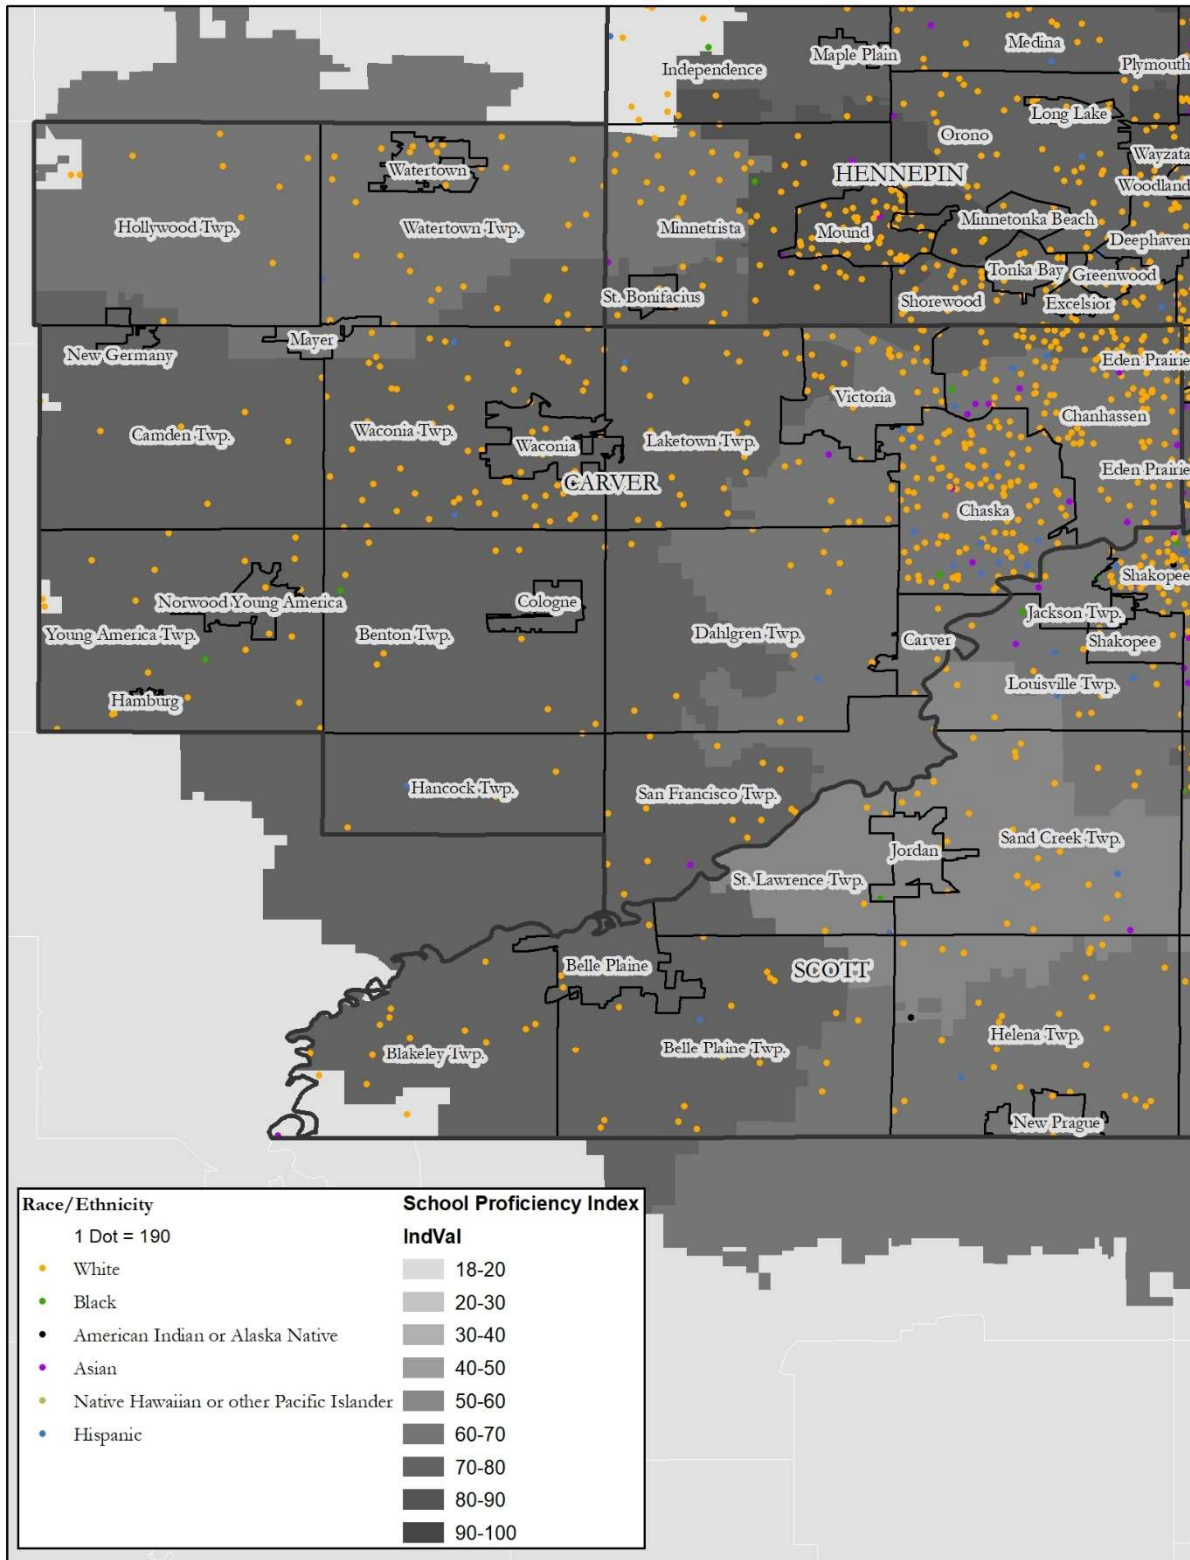 Maple Plain
Medina
Independence
Plymouth
Long Lake
Orono
Wayzata
Watertown
HENNEPIN
Woodland
Hollywood Twp.
Watertown Twp.
Minnetrista
Mound
Minnetonka Beach
Deephaven
Tonka Bay
Greenwood
St. Bonifacius
Shorewood
Excelsior
New Germany
Mayer
Eden Prairie
Victoria
Chanhassen
Camden Twp.
Waconia Twp.
Waconia
Laketown Twp.
CARVER
Eden Prairie
Chaska
Shakopee
Norwood Young America
Cologne
Jackson Twp.
Young America Twp.
Benton Twp.
Dahlgren Twp.
Carver
Shakopee
Hamburg
Louisville Twp.
Hancock Twp.
San Francisco Twp.
Sand Creek Twp.
Jordan
St. Lawrence Twp.
Belle Plaine
SCOTT
Helena Twp.
Blakeley Twp.
Belle Plaine Twp.
New Prague
Race/Ethnicity
1 Dot = 190
White
Black
American Indian or Alaska Native
Asian
Native Hawaiian or other Pacific Islander
Hispanic
School Proficiency Index
IndVal
18-20
20-30
30-40
40-50
50-60
60-70
70-80
80-90
90-100